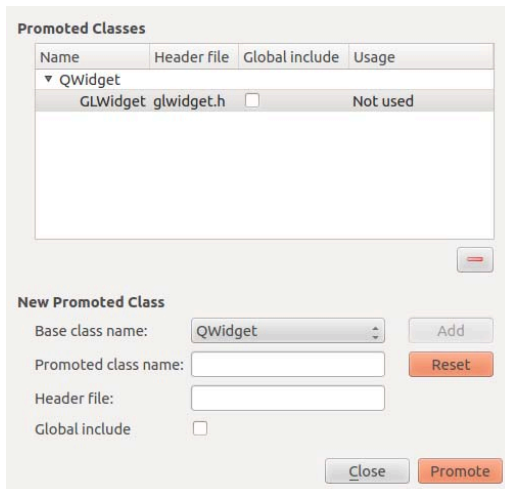 Promoted Classes
Name Header file Global include Usage
QWidget
GLWidget glwidget.h Not used
New Promoted Class
Base class name: QWidget Add
Promoted class name: Reset
Header file:
Global include
Close Promote